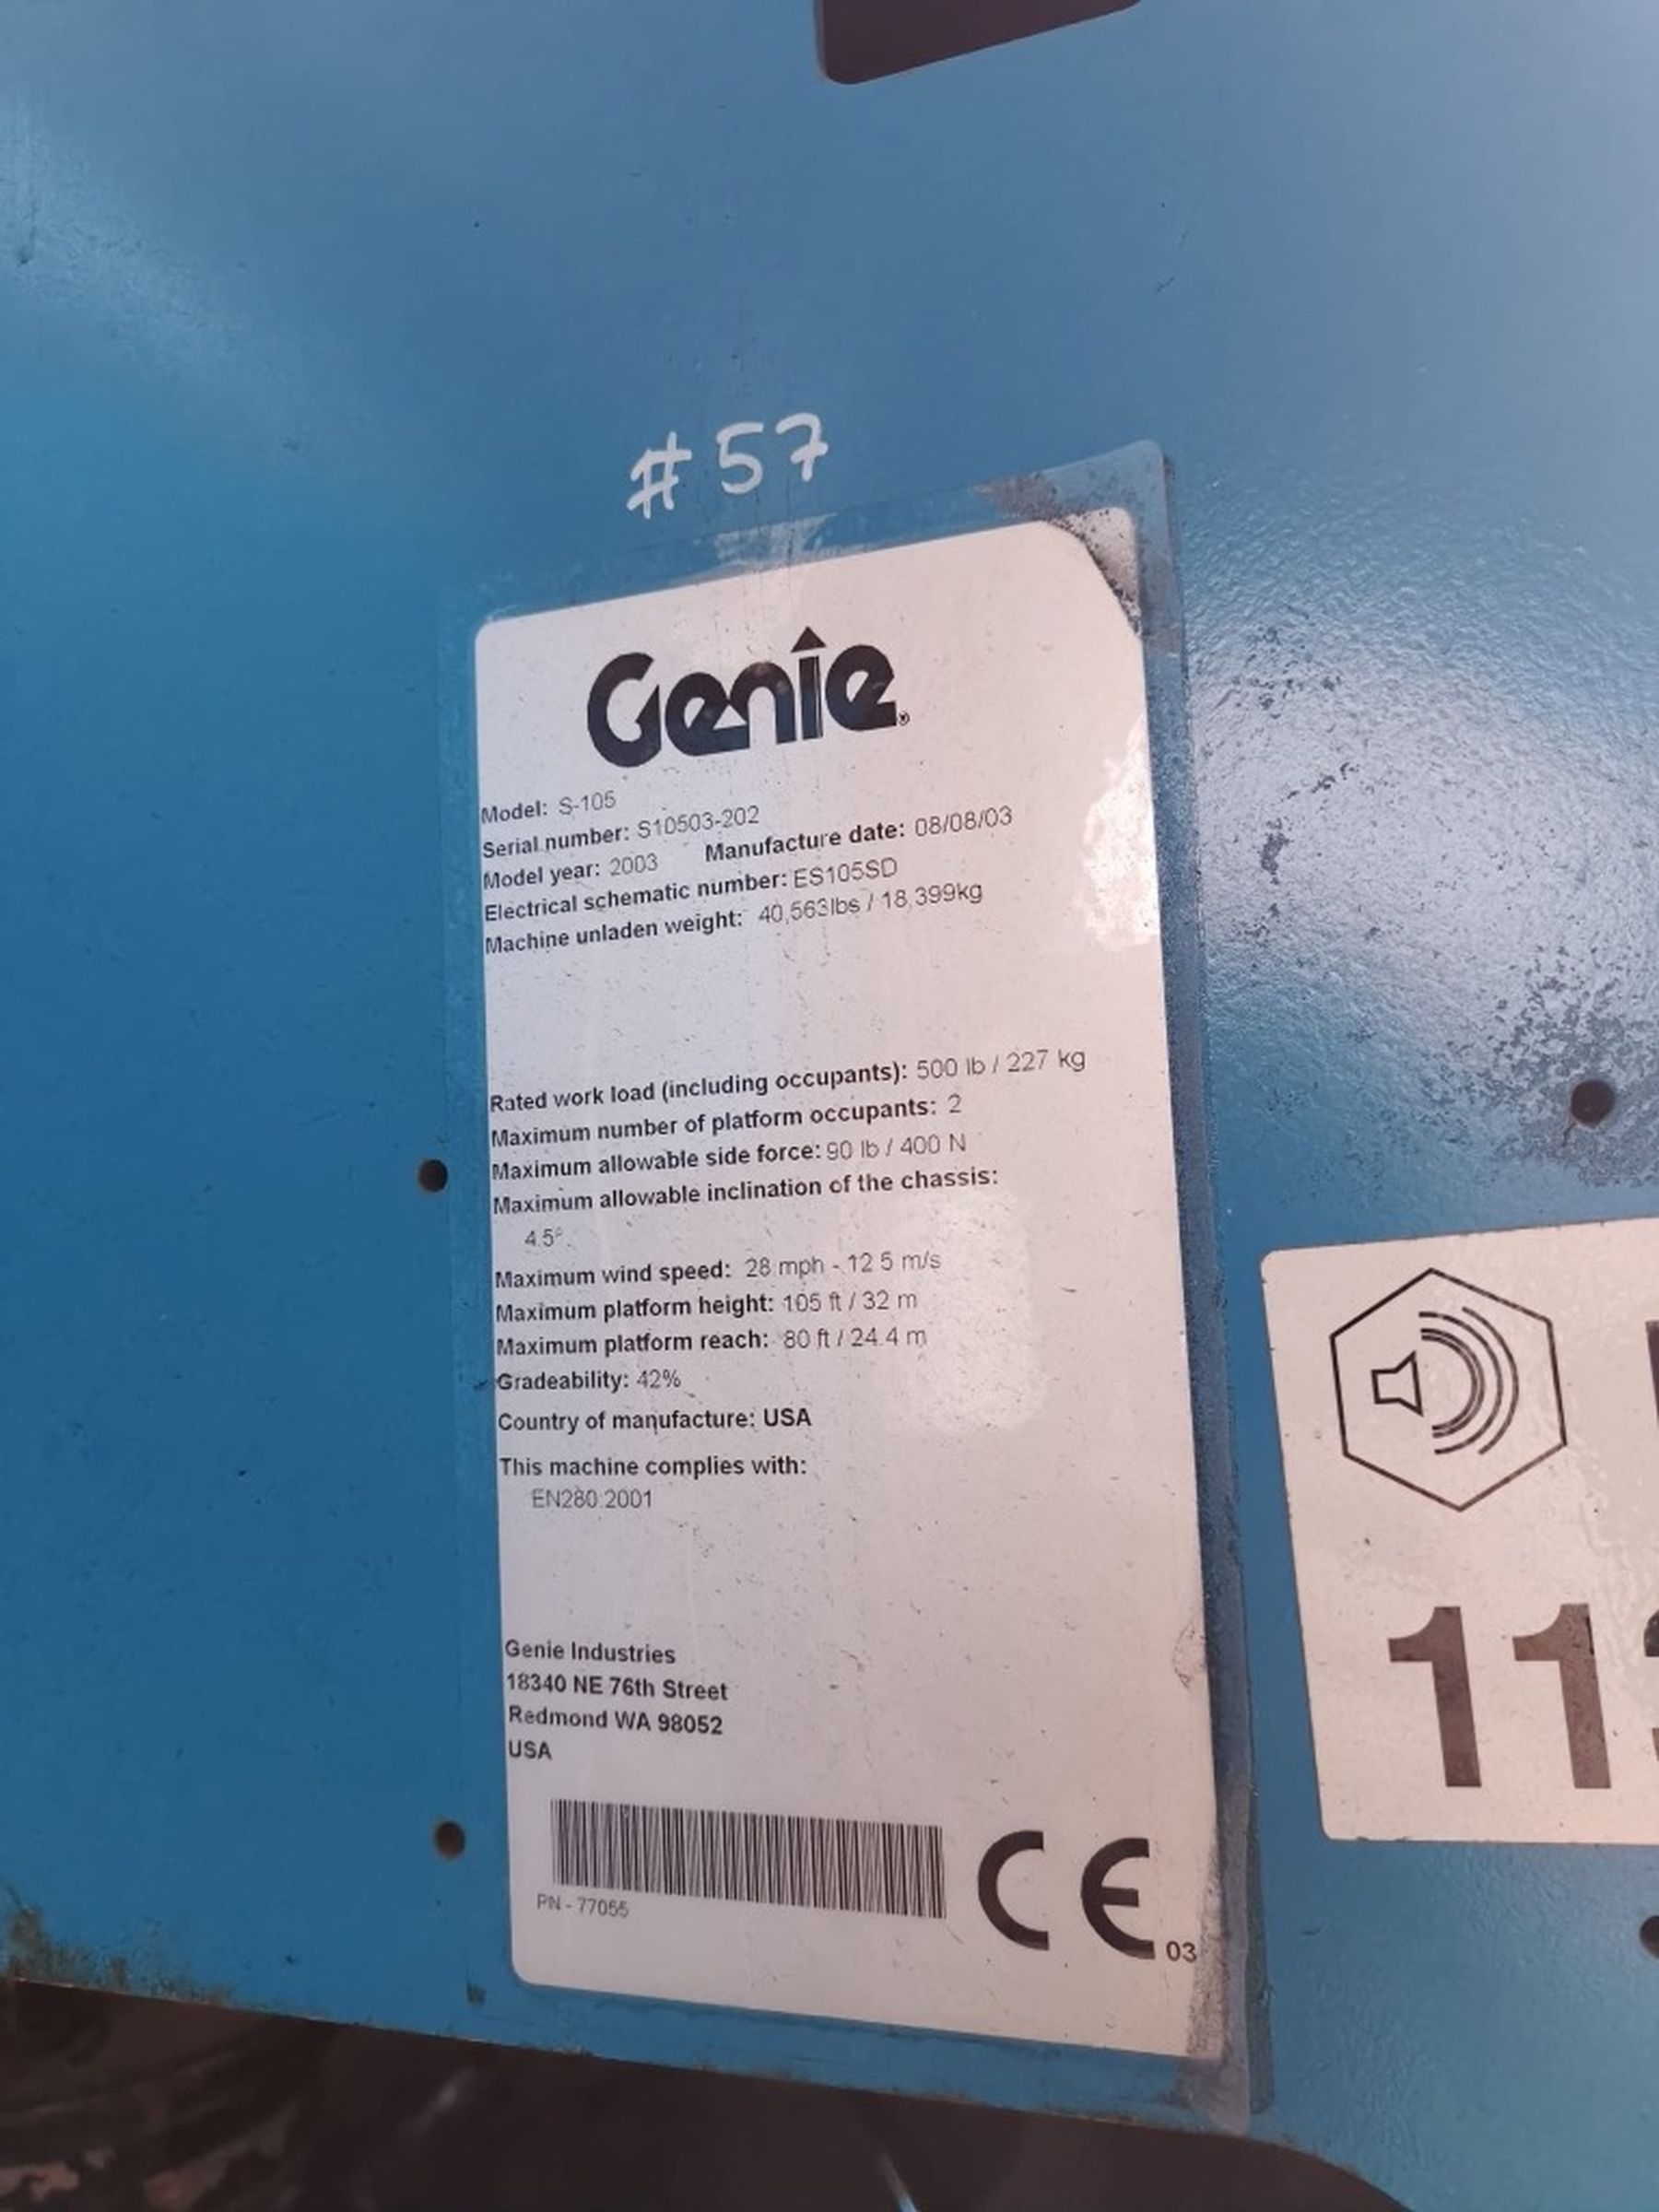 #57
Genie®
Model: S-105
Serial number: S10503-202
Model year: 2003 Manufacture date: 08/08/03
Electrical schematic number: ES105SD
Machine unladen weight: 40,563lbs / 18,399kg
Rated work load (including occupants): 500 lb / 227 kg
Maximum number of platform occupants: 2
Maximum allowable side force: 90 lb / 400 N
Maximum allowable inclination of the chassis:
4.5°
Maximum wind speed: 28 mph - 12.5 m/s
Maximum platform height: 105 ft / 32 m
Maximum platform reach: 80 ft / 24.4 m
Gradeability: 42%
Country of manufacture: USA
This machine complies with:
EN280:2001
Genie Industries
18340 NE 76th Street
Redmond WA 98052
USA
PN - 77055
CE 03